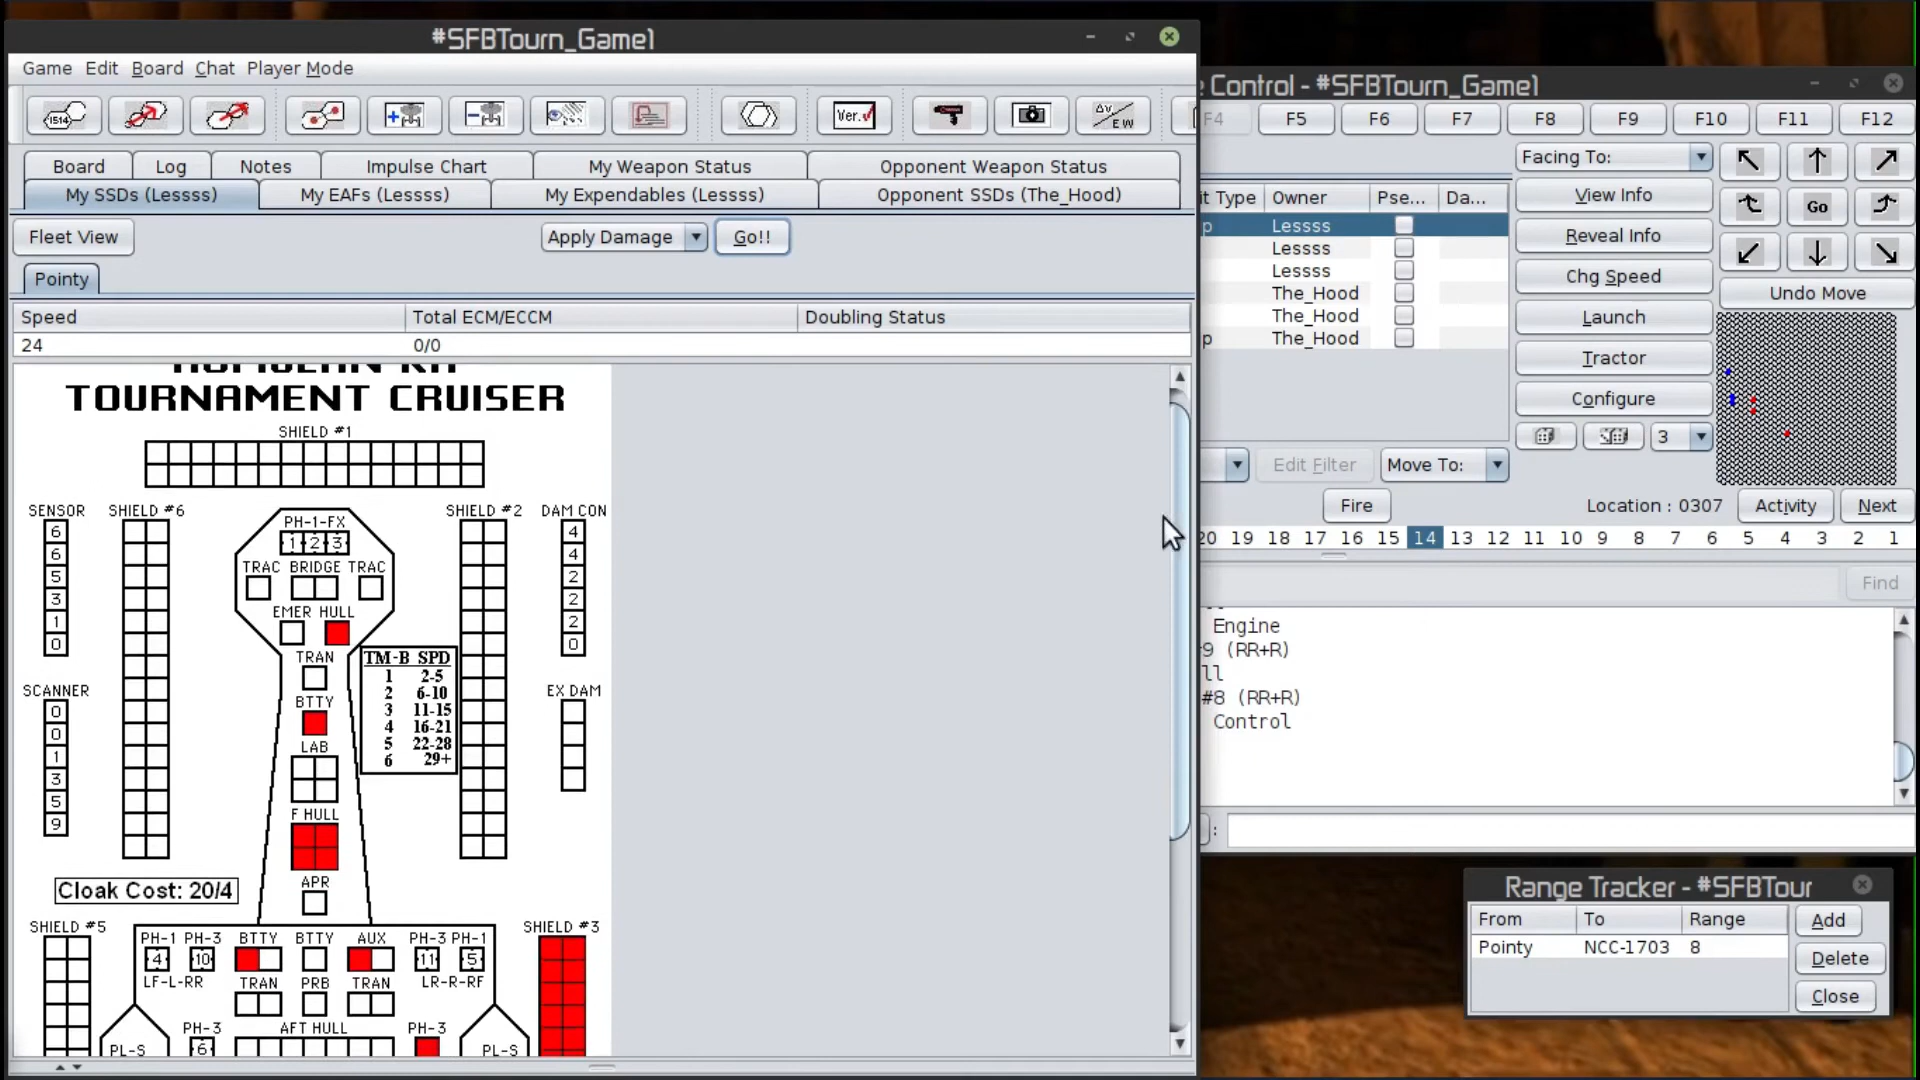 #SFBTourn_Game1
Game Edit Board Chat Player Mode
1514 Ver. ΔV/EW
Board Log Notes Impulse Chart My Weapon Status Opponent Weapon Status
My SSDs (Lessss) My EAFs (Lessss) My Expendables (Lessss) Opponent SSDs (The_Hood)
Fleet View Apply Damage Go!!
Pointy
Speed Total ECM/ECCM Doubling Status
24 0/0
TOURNAMENT CRUISER
SHIELD #1
SENSOR SHIELD #6 SHIELD #2 DAM CON
6 6 5 3 1 0
PH-1-FX
1 2 3
TRAC BRIDGE TRAC
EMER HULL
4 4 2 2 2 0
TRAN
TM-B SPD
1 2-5
2 6-10
3 11-15
4 16-21
5 22-28
6 29+
SCANNER
0 0 1 3 5 9
BTTY
EX DAM
LAB
F HULL
APR
Cloak Cost: 20/4
SHIELD #5 SHIELD #3
PH-1 PH-3 BTTY BTTY AUX PH-3 PH-1
4 10 11 5
LF-L-RR LR-R-RF
TRAN PRB TRAN
PH-3 AFT HULL PH-3
6
PL-S PL-S
e Control - #SFBTourn_Game1
F4 F5 F6 F7 F8 F9 F10 F11 F12
Facing To:
it Type Owner Pse... Da...
p Lessss
Lessss
Lessss
The_Hood
The_Hood
p The_Hood
View Info
Reveal Info
Chg Speed
Launch
Tractor
Configure
3
Go
Undo Move
Edit Filter Move To:
Fire Location : 0307 Activity Next
20 19 18 17 16 15 14 13 12 11 10 9 8 7 6 5 4 3 2 1
Find
Engine
#9 (RR+R)
ll
#8 (RR+R)
Control
:
Range Tracker - #SFBTour
From To Range
Pointy NCC-1703 8
Add
Delete
Close